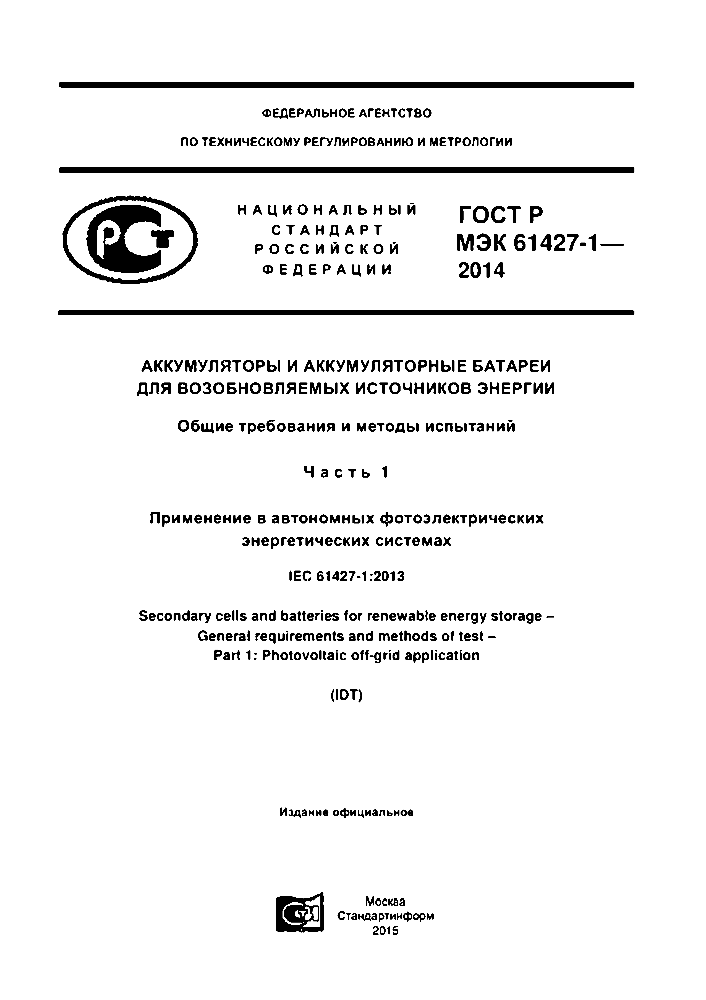 ФЕДЕРАЛЬНОЕ АГЕНТСТВО
ПО ТЕХНИЧЕСКОМУ РЕГУЛИРОВАНИЮ И МЕТРОЛОГИИ
РСТ
НАЦИОНАЛЬНЫЙ
СТАНДАРТ
РОССИЙСКОЙ
ФЕДЕРАЦИИ
ГОСТ Р
МЭК 61427-1—
2014
АККУМУЛЯТОРЫ И АККУМУЛЯТОРНЫЕ БАТАРЕИ
ДЛЯ ВОЗОБНОВЛЯЕМЫХ ИСТОЧНИКОВ ЭНЕРГИИ
Общие требования и методы испытаний
Часть 1
Применение в автономных фотоэлектрических
энергетических системах
IEC 61427-1:2013
Secondary cells and batteries for renewable energy storage –
General requirements and methods of test –
Part 1: Photovoltaic off-grid application
(IDT)
Издание официальное
Москва
Стандартинформ
2015